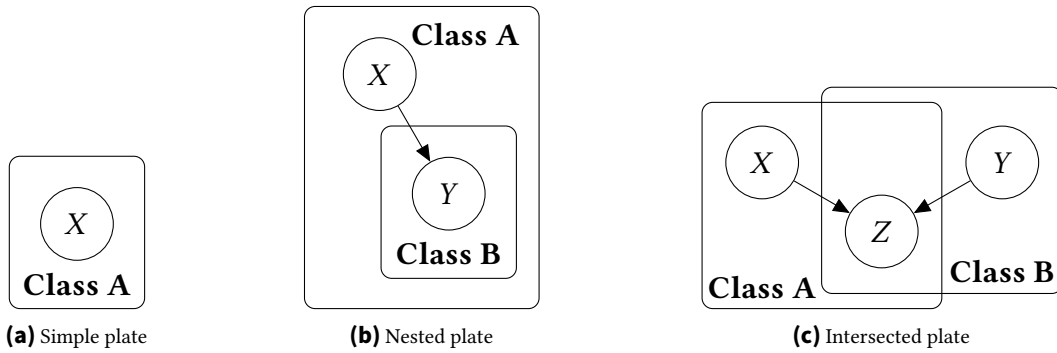 X
Class A
(a) Simple plate
Class A
X
Y
Class B
(b) Nested plate
X
Y
Z
Class A
Class B
(c) Intersected plate